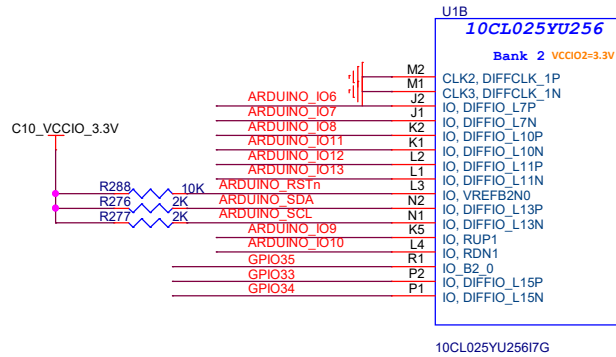 U1B
10CL025YU256
Bank 2 VCCIO2=3.3V
M2 CLK2, DIFFCLK_1P
M1 CLK3, DIFFCLK_1N
ARDUINO_IO6 J2 IO, DIFFIO_L7P
ARDUINO_IO7 J1 IO, DIFFIO_L7N
ARDUINO_IO8 K2 IO, DIFFIO_L10P
ARDUINO_IO11 K1 IO, DIFFIO_L10N
ARDUINO_IO12 L2 IO, DIFFIO_L11P
ARDUINO_IO13 L1 IO, DIFFIO_L11N
C10_VCCIO_3.3V
R288 10K ARDUINO_RSTn L3 IO, VREFB2N0
R276 2K ARDUINO_SDA N2 IO, DIFFIO_L13P
R277 2K ARDUINO_SCL N1 IO, DIFFIO_L13N
ARDUINO_IO9 K5 IO, RUP1
ARDUINO_IO10 L4 IO, RDN1
GPIO35 R1 IO_B2_0
GPIO33 P2 IO, DIFFIO_L15P
GPIO34 P1 IO, DIFFIO_L15N
10CL025YU256I7G